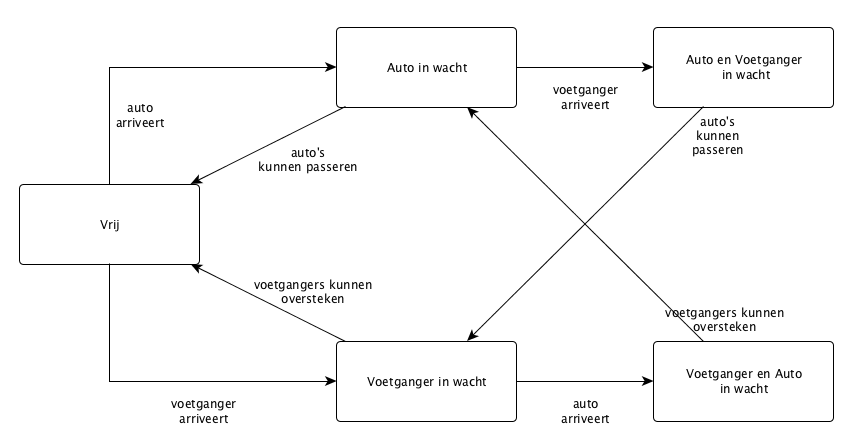 Auto in wacht
Auto en Voetganger
in wacht
auto
arriveert
voetganger
arriveert
auto's
kunnen
passeren
auto's
kunnen passeren
Vrij
voetgangers kunnen
oversteken
voetgangers kunnen
oversteken
Voetganger in wacht
Voetganger en Auto
in wacht
voetganger
arriveert
auto
arriveert